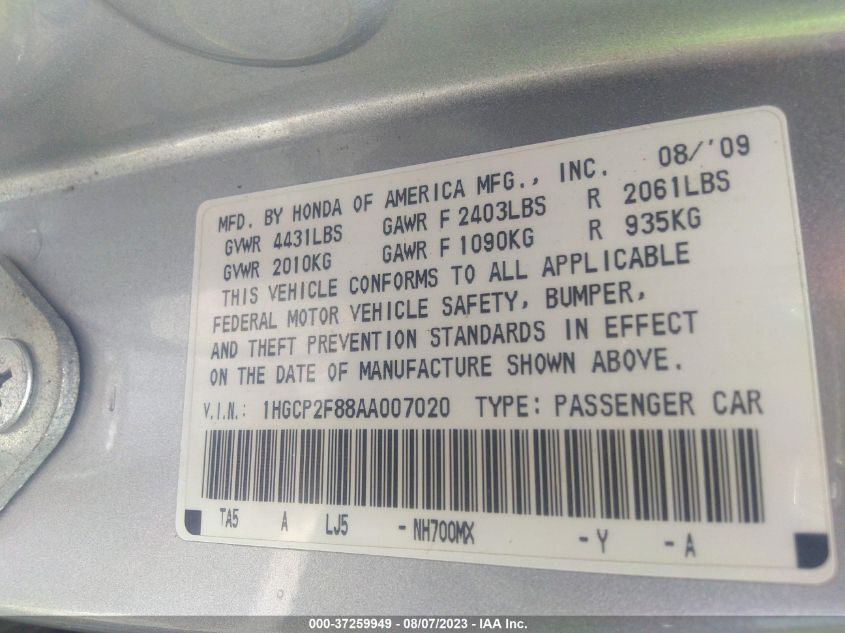 MFD. BY HONDA OF AMERICA MFG., INC. 08/'09
GVWR 4431LBS GAWR F 2403LBS R 2061LBS
GVWR 2010KG GAWR F 1090KG R 935KG
THIS VEHICLE CONFORMS TO ALL APPLICABLE
FEDERAL MOTOR VEHICLE SAFETY, BUMPER,
AND THEFT PREVENTION STANDARDS IN EFFECT
ON THE DATE OF MANUFACTURE SHOWN ABOVE.
V.I.N.: 1HGCP2F88AA007020 TYPE: PASSENGER CAR
TA5 A LJ5 -NH700MX -Y -A
000-37259949 - 08/07/2023 - IAA Inc.